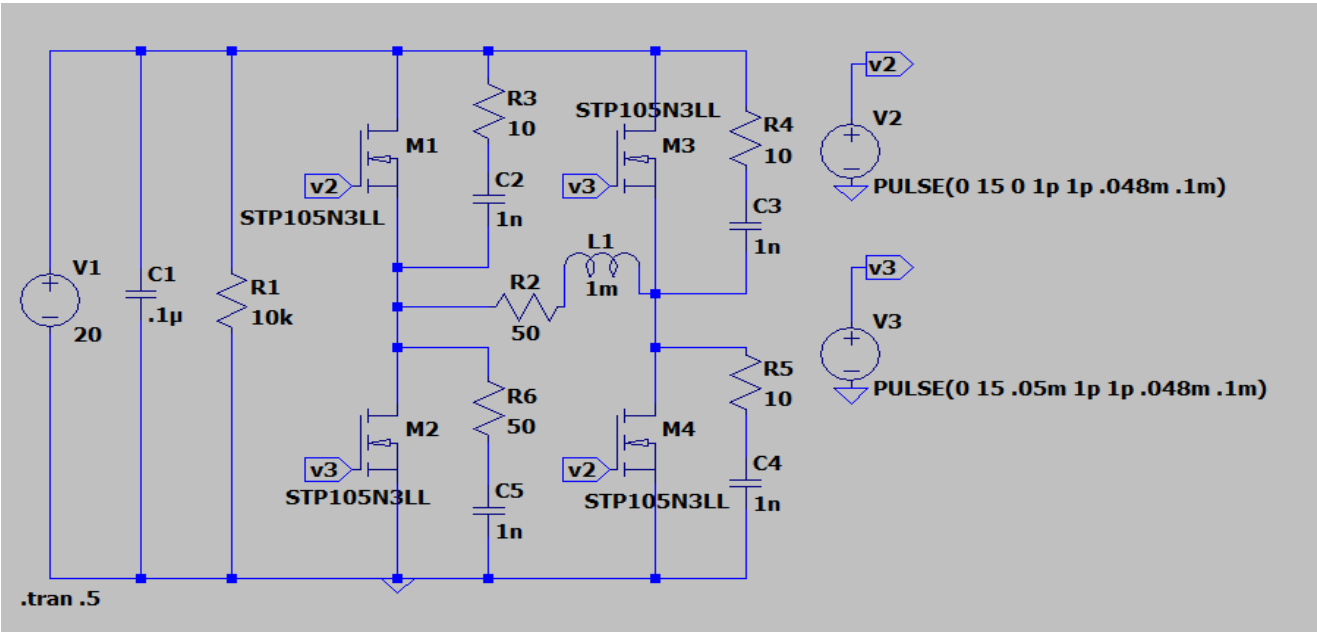 V1
20
C1
.1µ
R1
10k
M1
v2
STP105N3LL
R3
10
C2
1n
STP105N3LL
M3
v3
R4
10
C3
1n
L1
1m
R2
50
M2
v3
STP105N3LL
R6
50
C5
1n
M4
v2
STP105N3LL
R5
10
C4
1n
v2
V2
PULSE(0 15 0 1p 1p .048m .1m)
v3
V3
PULSE(0 15 .05m 1p 1p .048m .1m)
.tran .5